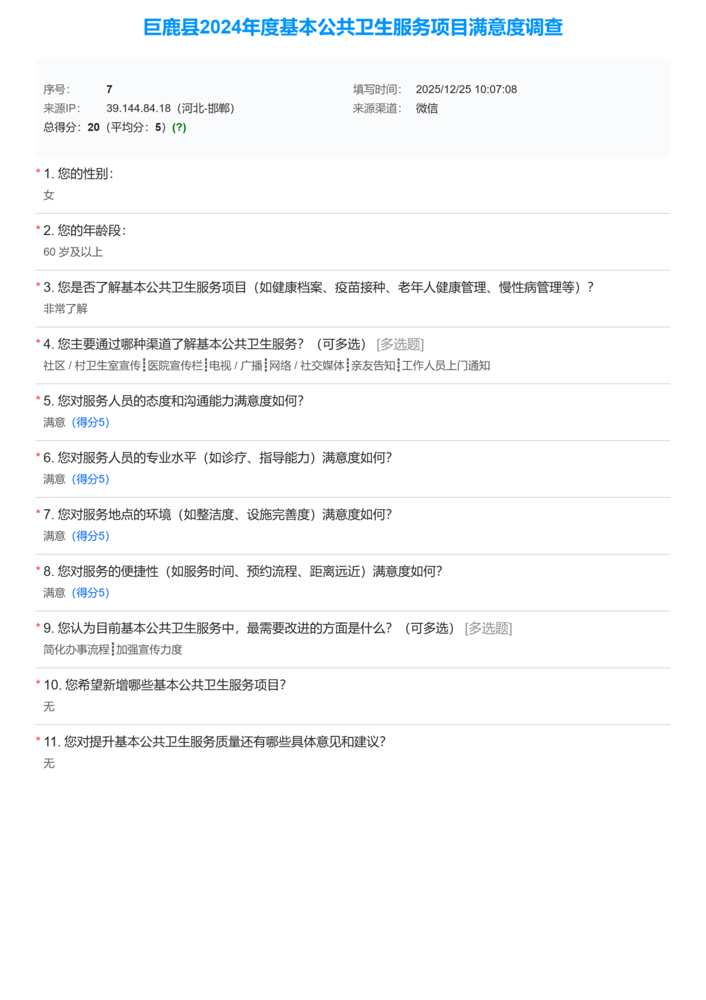 巨鹿县2024年度基本公共卫生服务项目满意度调查
序号： 7 填写时间： 2025/12/25 10:07:08
来源IP： 39.144.84.18（河北-邯郸） 来源渠道： 微信
总得分：20（平均分：5）(?)
* 1. 您的性别：
女
* 2. 您的年龄段：
60 岁及以上
* 3. 您是否了解基本公共卫生服务项目（如健康档案、疫苗接种、老年人健康管理、慢性病管理等）？
非常了解
* 4. 您主要通过哪种渠道了解基本公共卫生服务？（可多选） [多选题]
社区 / 村卫生室宣传┋医院宣传栏┋电视 / 广播┋网络 / 社交媒体┋亲友告知┋工作人员上门通知
* 5. 您对服务人员的态度和沟通能力满意度如何？
满意（得分5）
* 6. 您对服务人员的专业水平（如诊疗、指导能力）满意度如何？
满意（得分5）
* 7. 您对服务地点的环境（如整洁度、设施完善度）满意度如何？
满意（得分5）
* 8. 您对服务的便捷性（如服务时间、预约流程、距离远近）满意度如何？
满意（得分5）
* 9. 您认为目前基本公共卫生服务中，最需要改进的方面是什么？（可多选） [多选题]
简化办事流程┋加强宣传力度
* 10. 您希望新增哪些基本公共卫生服务项目？
无
* 11. 您对提升基本公共卫生服务质量还有哪些具体意见和建议？
无